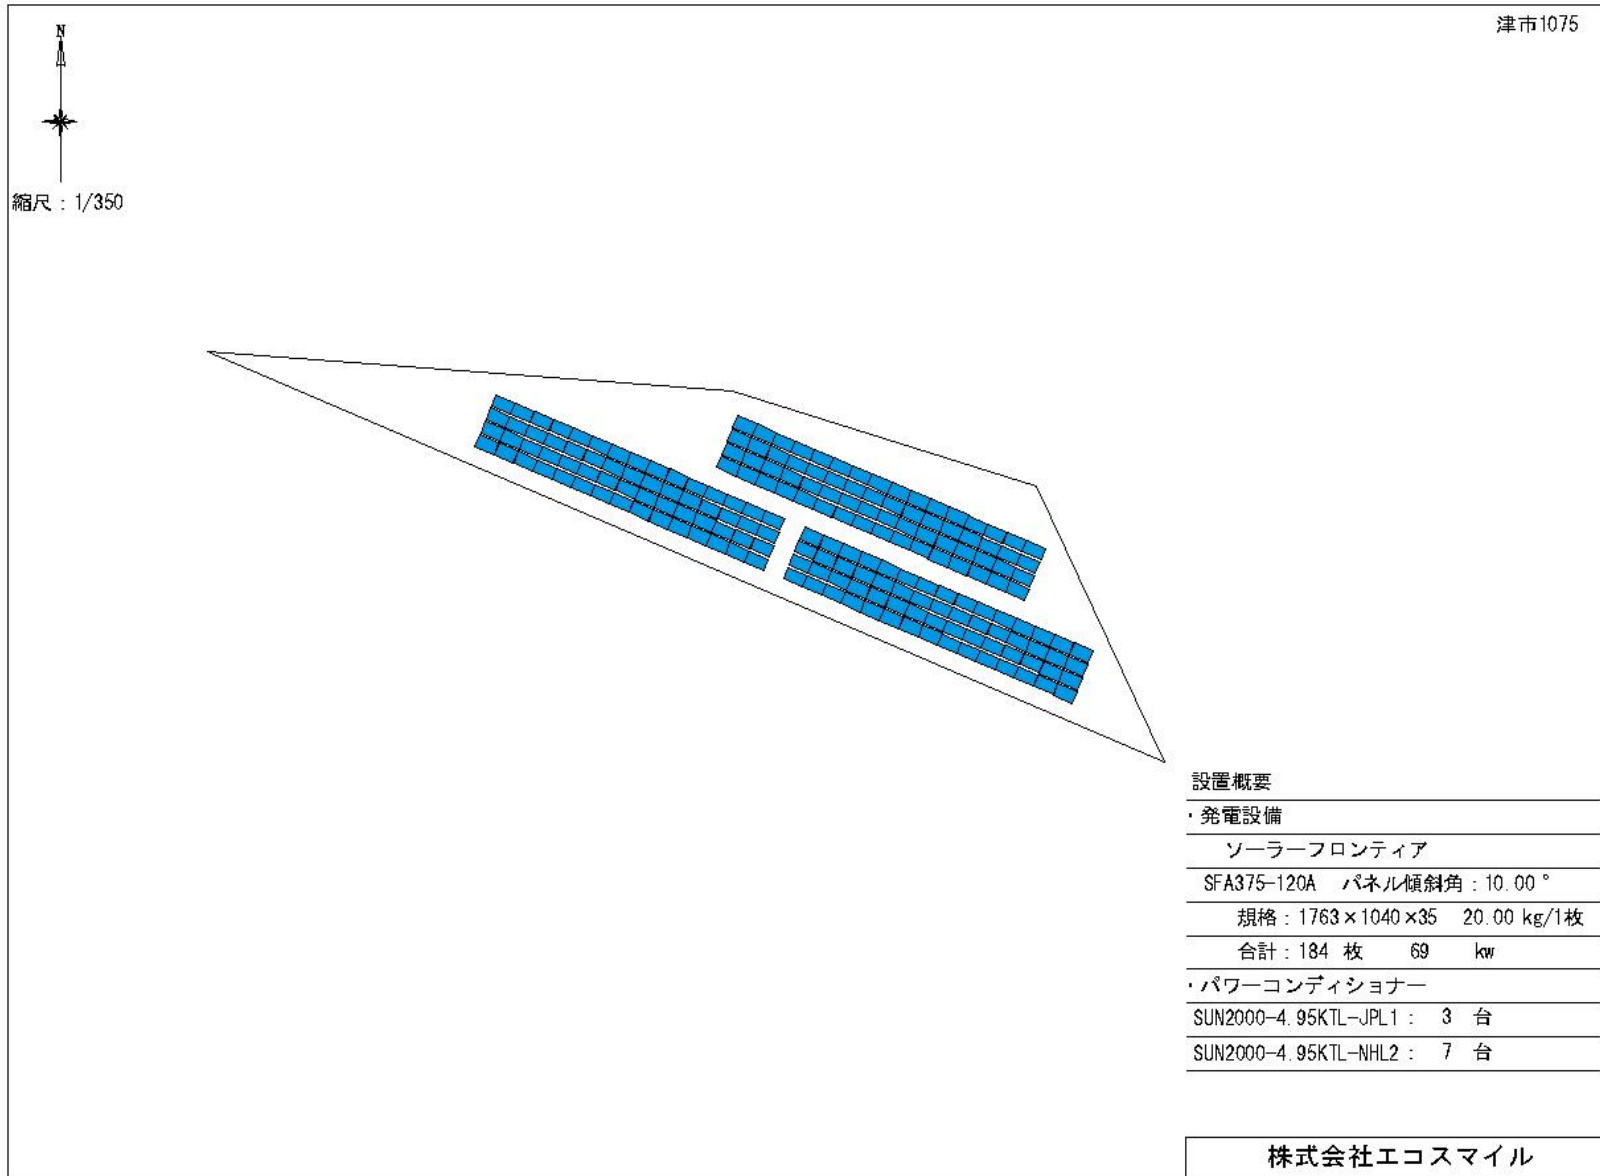 津市1075
N
縮尺：1/350
設置概要
・発電設備
ソーラーフロンティア
SFA375-120A　パネル傾斜角：10.00°
規格：1763×1040×35　20.00 kg/1枚
合計：184 枚　69　kw
・パワーコンディショナー
SUN2000-4.95KTL-JPL1：　3　台
SUN2000-4.95KTL-NHL2：　7　台
株式会社エコスマイル